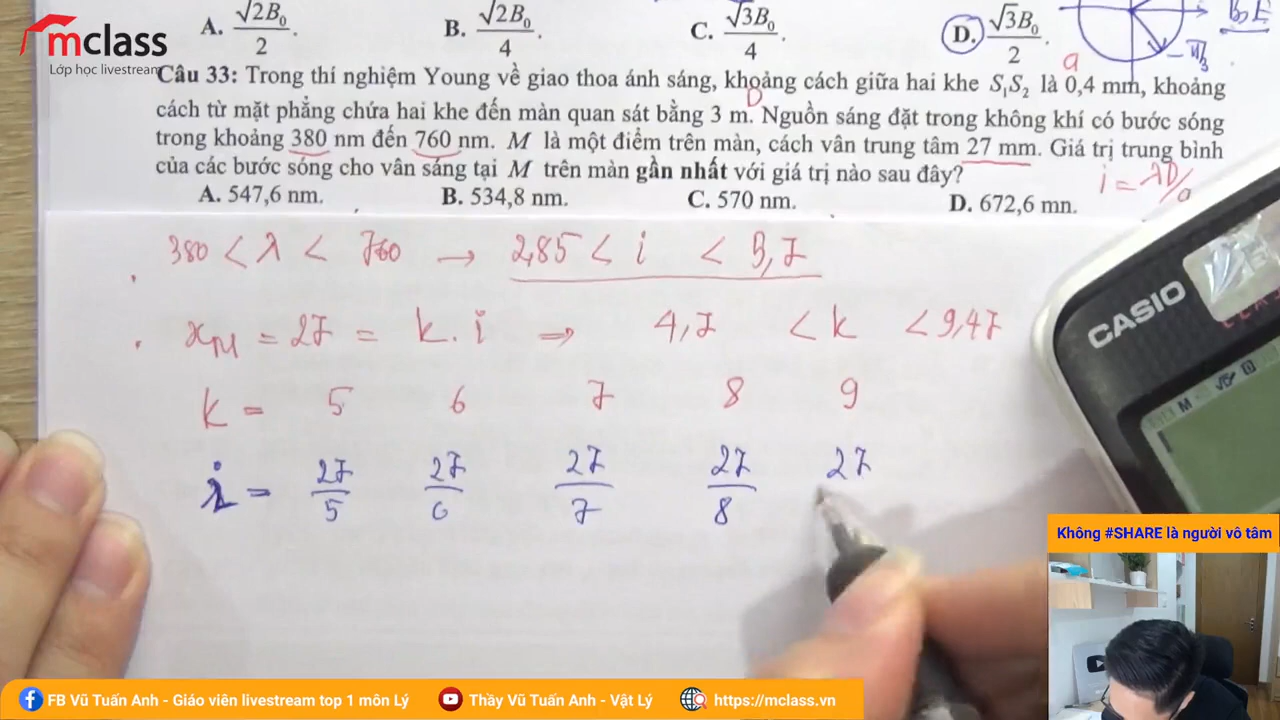 A. √2B₀/2. B. √2B₀/4. C. √3B₀/4. D. √3B₀/2.
mclass
Lớp học livestream
Câu 33: Trong thí nghiệm Young về giao thoa ánh sáng, khoảng cách giữa hai khe S₁S₂ là 0,4 mm, khoảng
cách từ mặt phẳng chứa hai khe đến màn quan sát bằng 3 m. Nguồn sáng đặt trong không khí có bước sóng
trong khoảng 380 nm đến 760 nm. M là một điểm trên màn, cách vân trung tâm 27 mm. Giá trị trung bình
của các bước sóng cho vân sáng tại M trên màn gần nhất với giá trị nào sau đây?
A. 547,6 nm. B. 534,8 nm. C. 570 nm. D. 672,6 mn.
a
D
-π/3
i = λD/a
380 < λ < 760 → 2,85 < i < 5,7
x_M = 27 = k.i ⇒ 4,7 < k < 9,47
k = 5 6 7 8 9
i = 27/5 27/6 27/7 27/8 27
CASIO
M
Không #SHARE là người vô tâm
FB Vũ Tuấn Anh - Giáo viên livestream top 1 môn Lý Thầy Vũ Tuấn Anh - Vật Lý https://mclass.vn